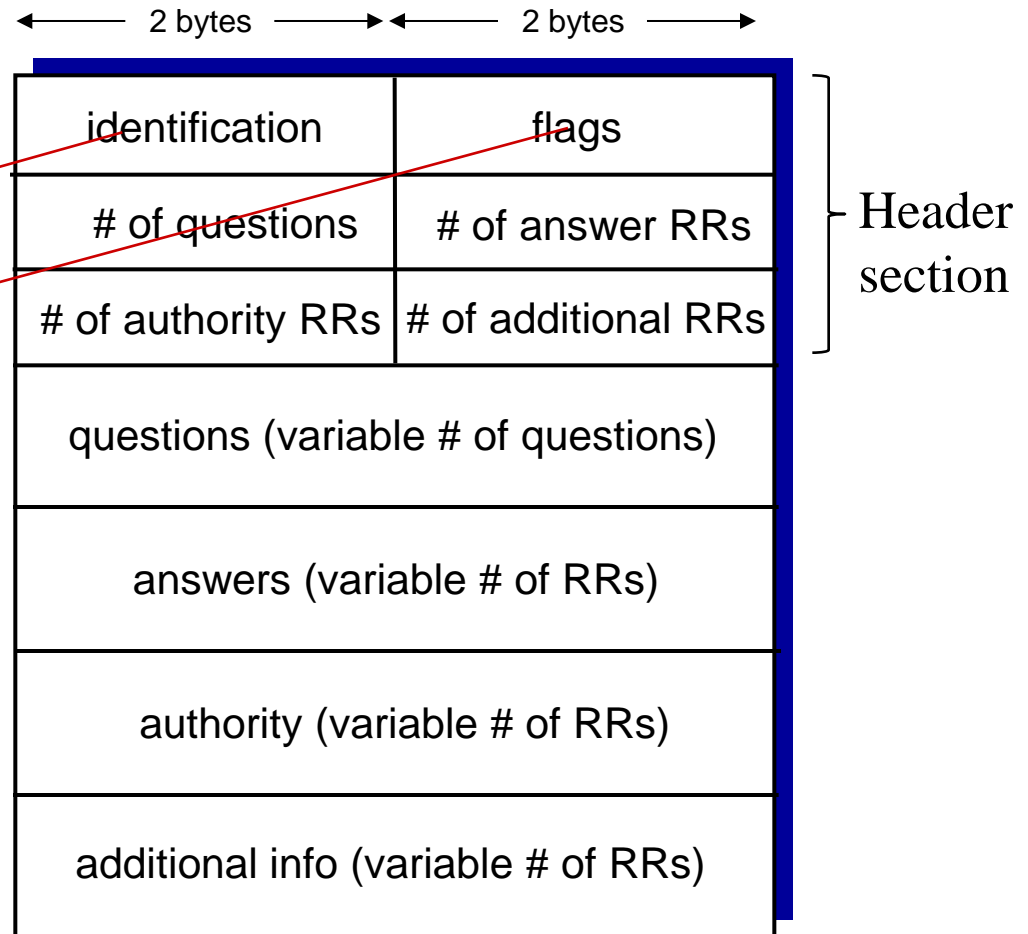 2 bytes 2 bytes
identification flags
# of questions # of answer RRs
# of authority RRs # of additional RRs
Header
section
questions (variable # of questions)
answers (variable # of RRs)
authority (variable # of RRs)
additional info (variable # of RRs)